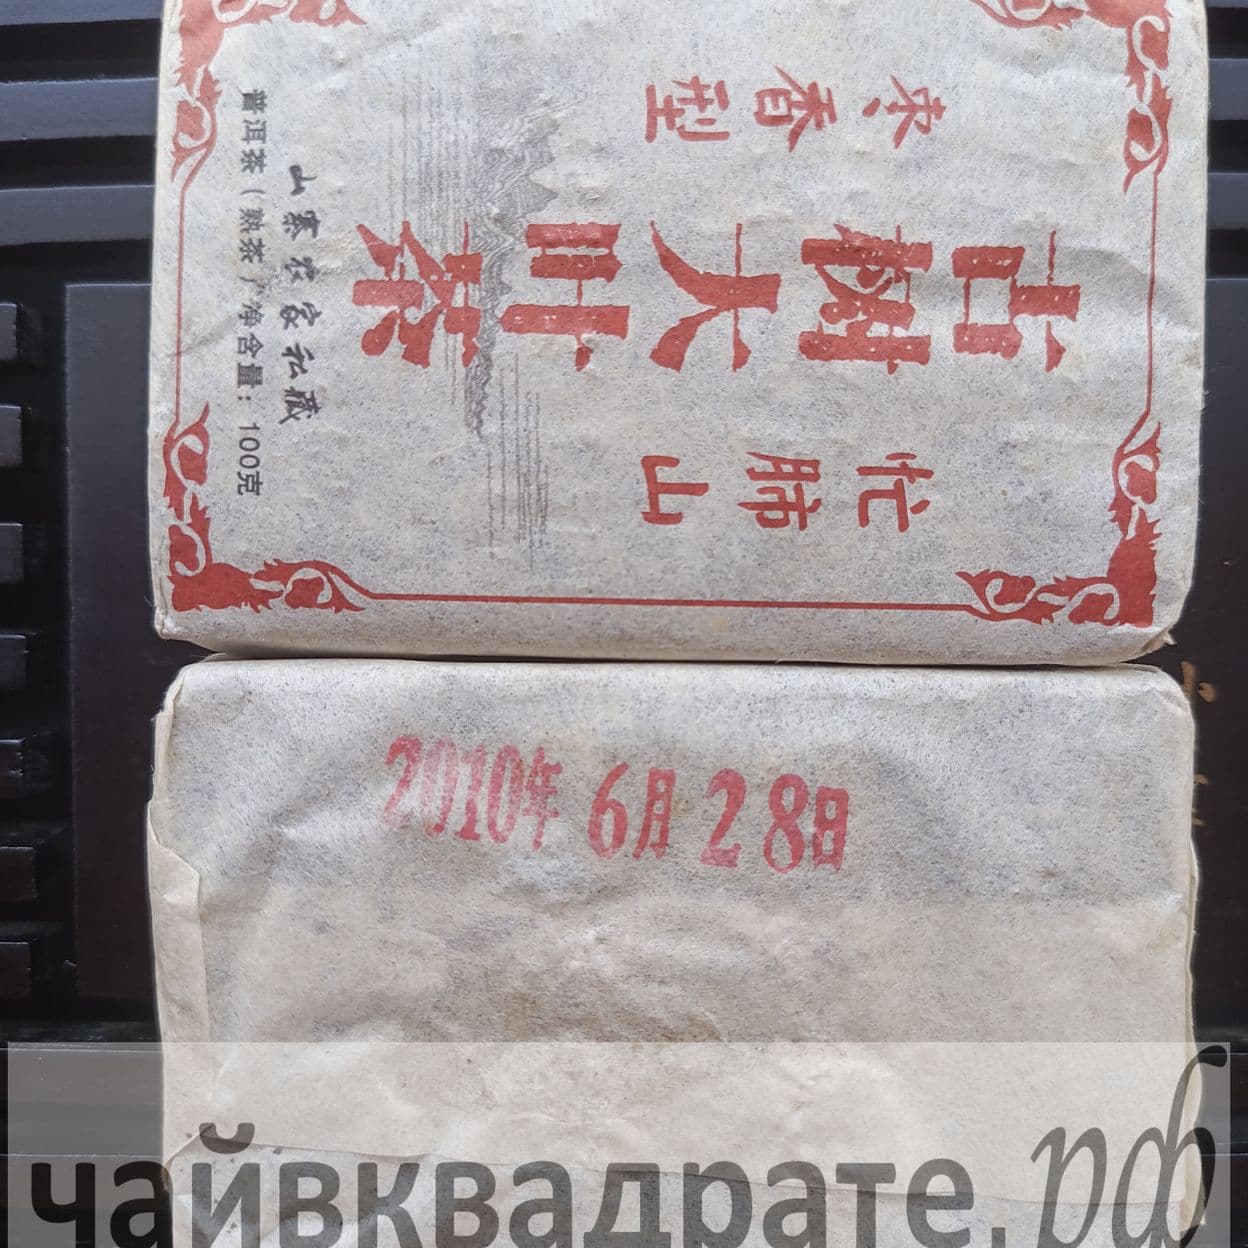 枣香型
古樹大叶茶
忙肺山
山寨农家私藏
普洱茶（熟茶）净含量：100克
2010年 6月 28日
чайвквадрате.рф